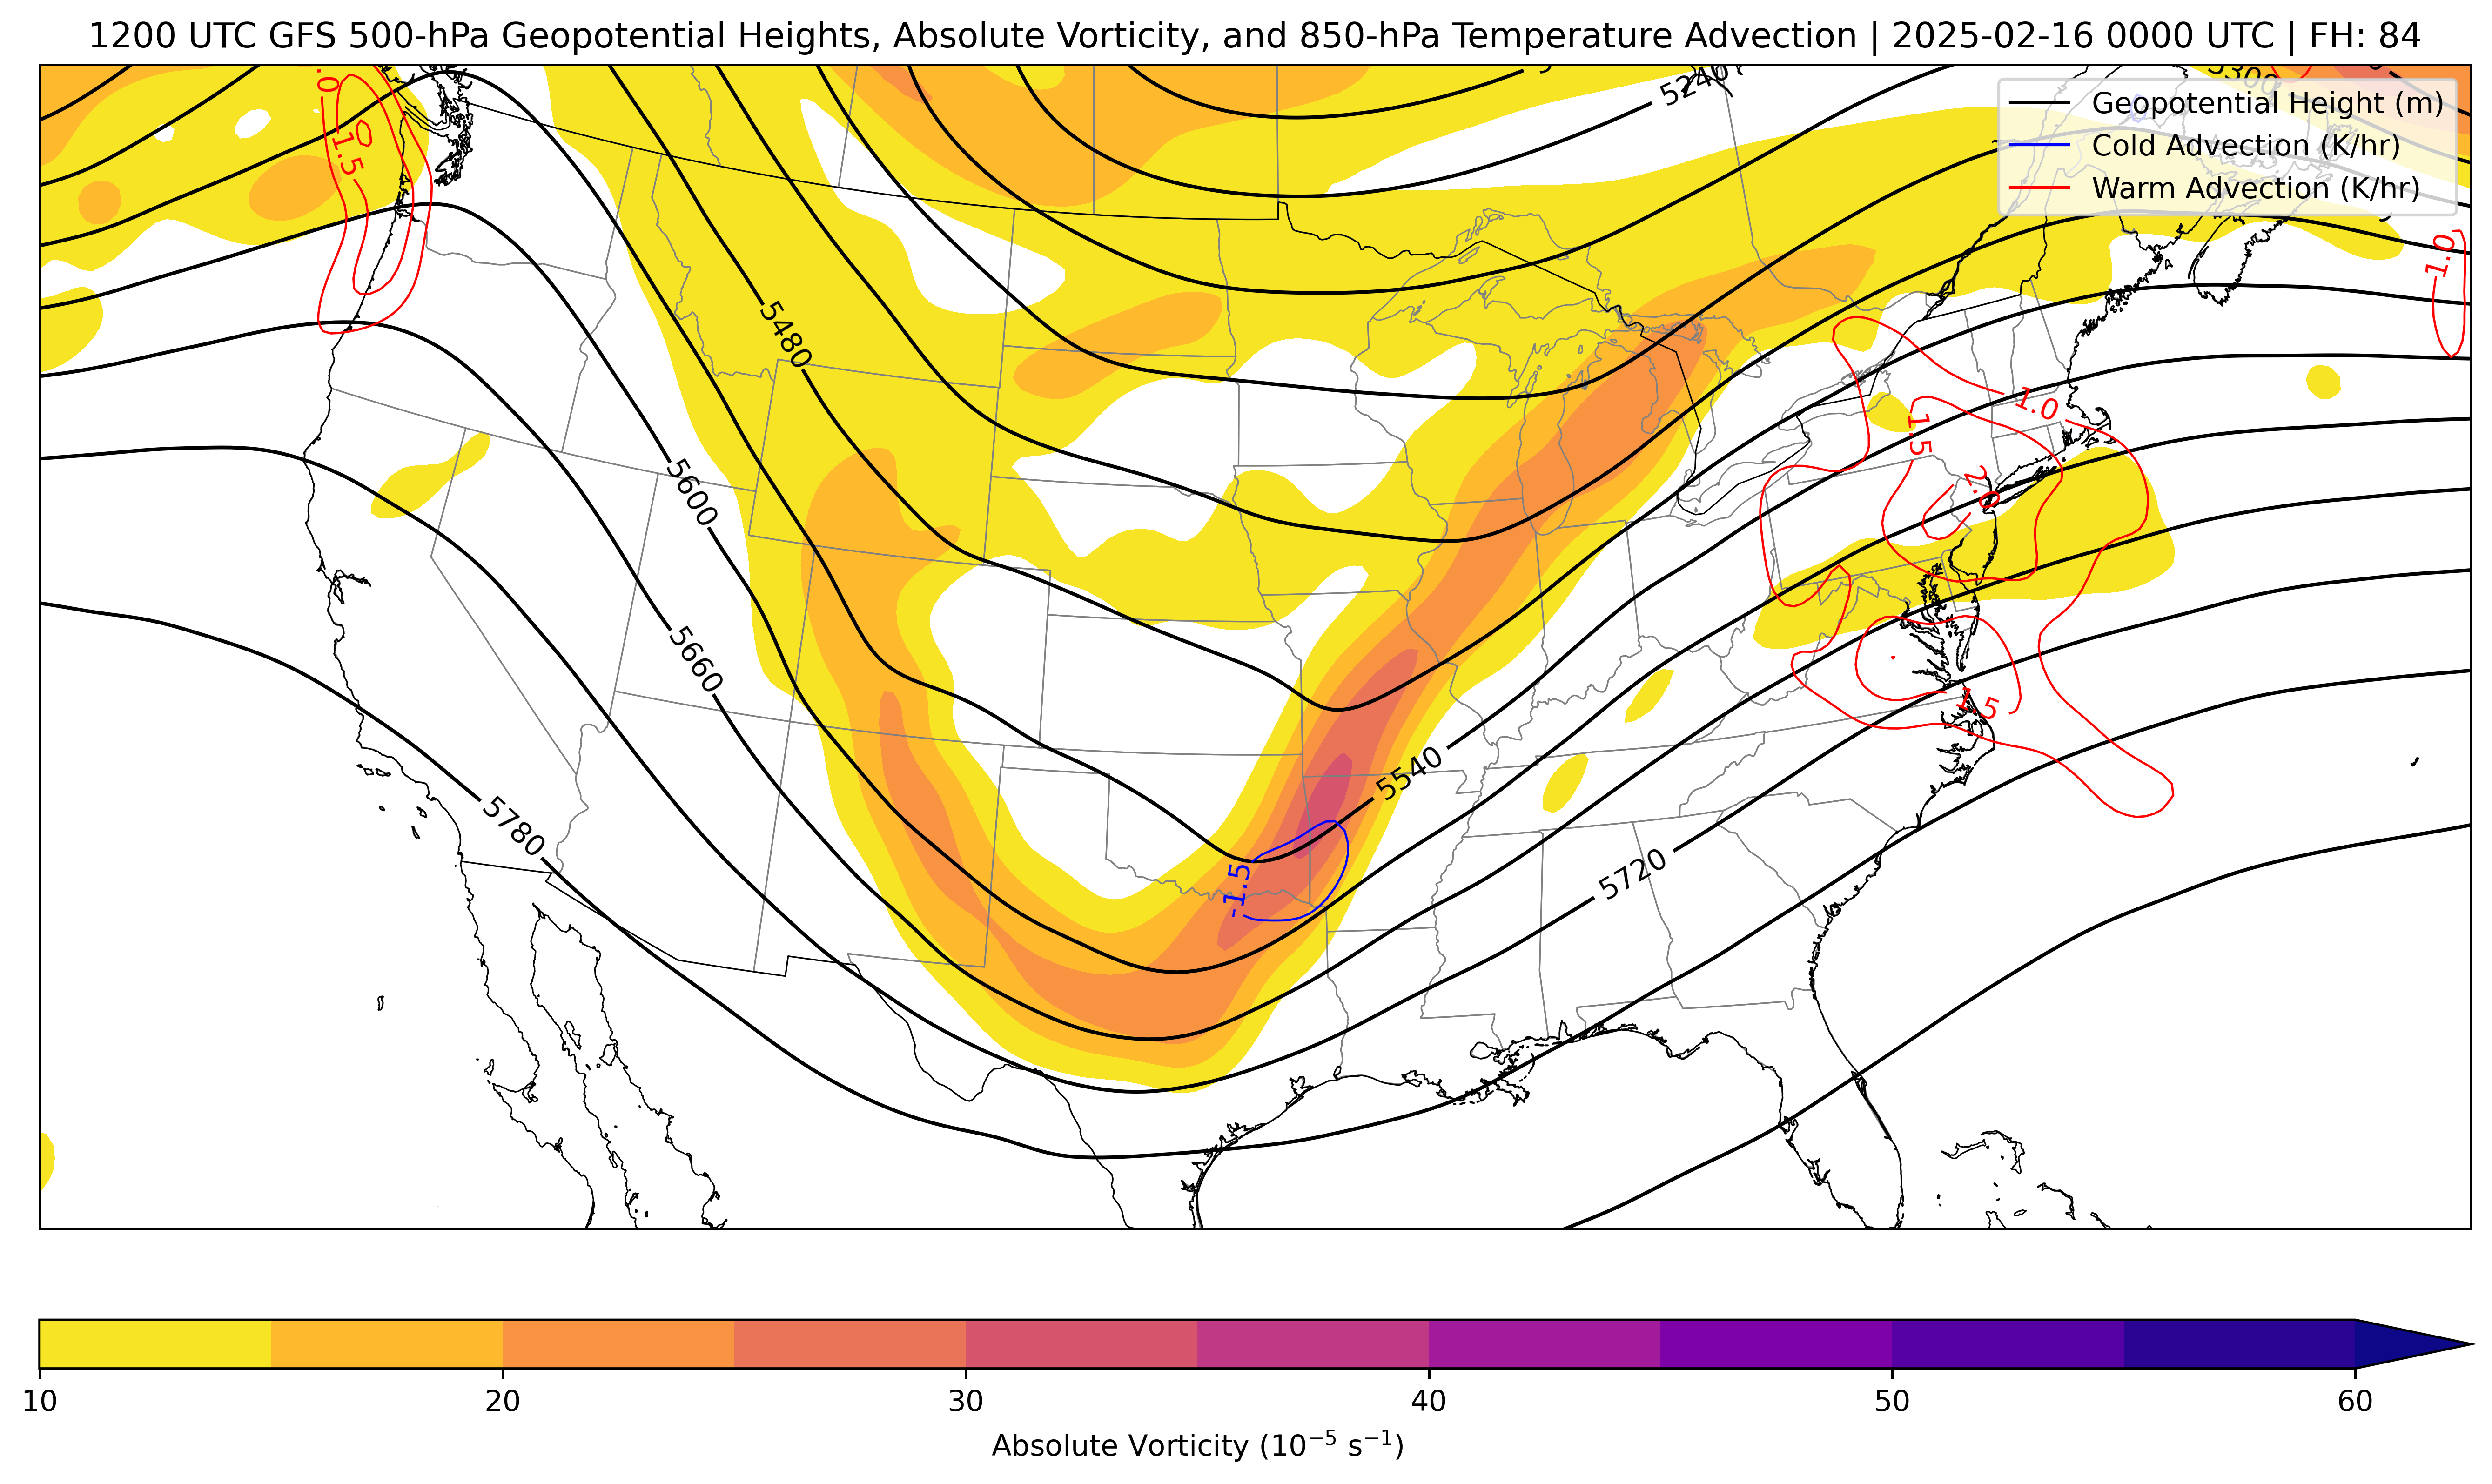 1200 UTC GFS 500-hPa Geopotential Heights, Absolute Vorticity, and 850-hPa Temperature Advection | 2025-02-16 0000 UTC | FH: 84
5240
5300
Geopotential Height (m)
Cold Advection (K/hr)
Warm Advection (K/hr)
.0
1.5
1.0
5480
1.0
1.5
2.0
5600
5660
1.5
5540
5780
5720
-1.5
10 20 30 40 50 60
Absolute Vorticity (10⁻⁵ s⁻¹)